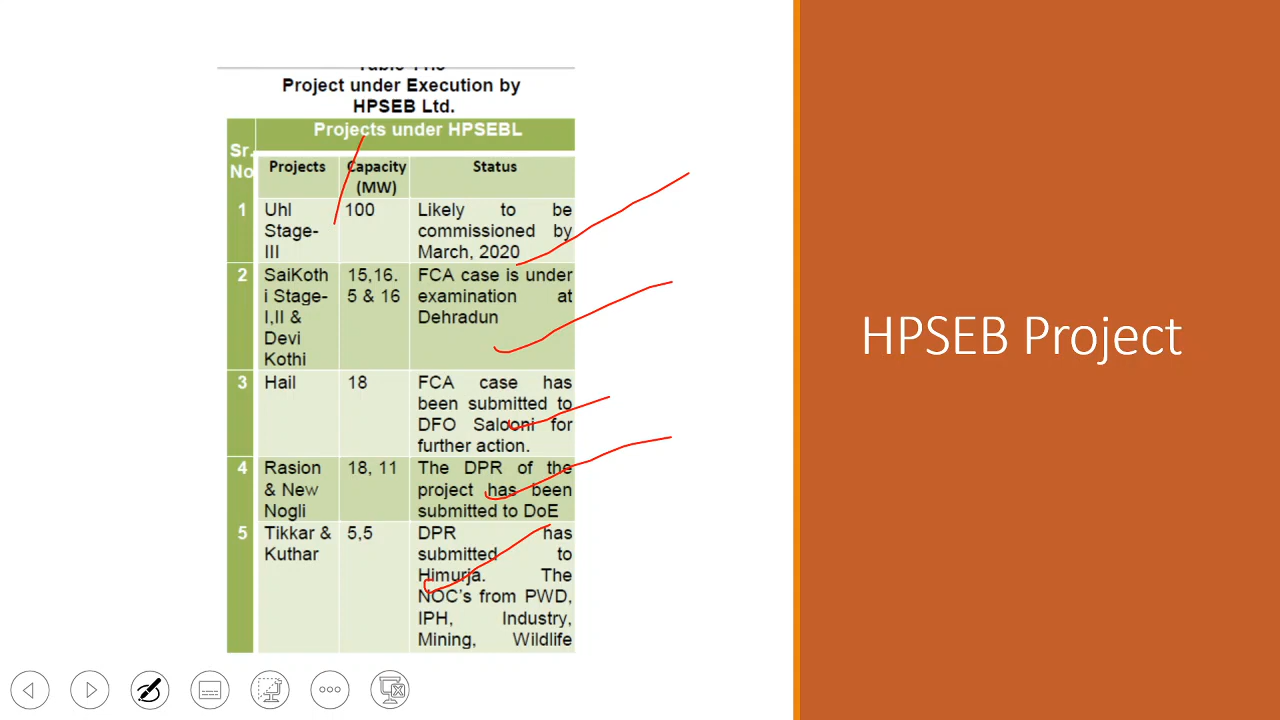 Project under Execution by
HPSEB Ltd.
Projects under HPSEBL
Sr.
No
Projects
Capacity
(MW)
Status
1
Uhl
Stage-
III
100
Likely to be
commissioned by
March, 2020
2
SaiKoth
i Stage-
I,II &
Devi
Kothi
15,16.
5 & 16
FCA case is under
examination at
Dehradun
3
Hail
18
FCA case has
been submitted to
DFO Salooni for
further action.
4
Rasion
& New
Nogli
18, 11
The DPR of the
project has been
submitted to DoE
5
Tikkar &
Kuthar
5,5
DPR has
submitted to
Himurja. The
NOC's from PWD,
IPH, Industry,
Mining, Wildlife
HPSEB Project